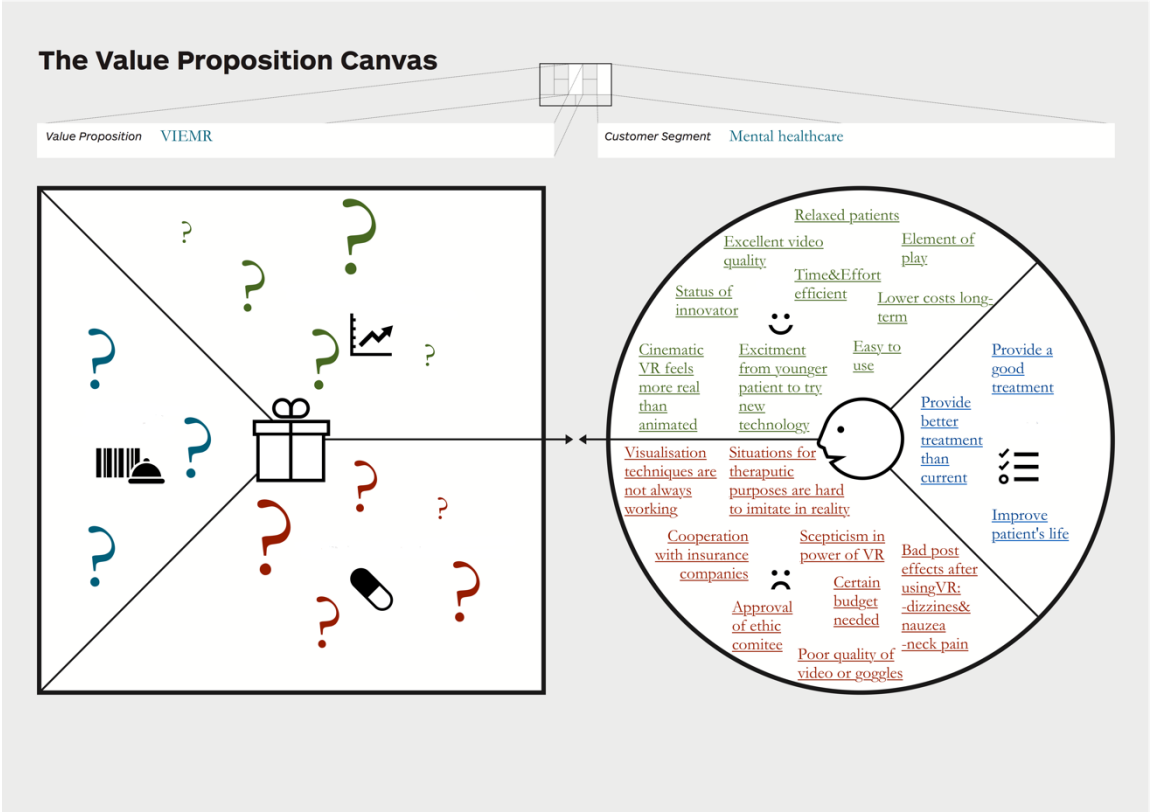 The Value Proposition Canvas
Value Proposition VIEMR
Customer Segment Mental healthcare
?
?
?
?
?
?
?
?
?
?
?
?
?
Relaxed patients
Excellent video
quality
Element of
play
Time&Effort
efficient
Status of
innovator
Lower costs long-
term
Cinematic
VR feels
more real
than
animated
Excitment
from younger
patient to try
new
technology
Easy to
use
Provide a
good
treatment
Provide
better
treatment
than
current
Improve
patient's life
Visualisation
techniques are
not always
working
Situations for
theraputic
purposes are hard
to imitate in reality
Cooperation
with insurance
companies
Scepticism in
power of VR
Bad post
effects after
usingVR:
-dizzines&
nauzea
-neck pain
Certain
budget
needed
Approval
of ethic
comitee
Poor quality of
video or goggles